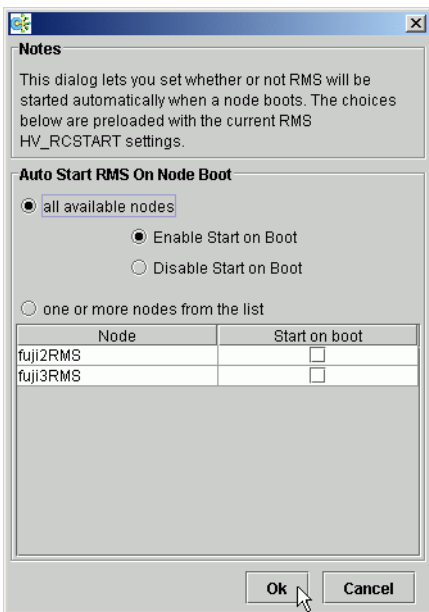 Notes
This dialog lets you set whether or not RMS will be
started automatically when a node boots. The choices
below are preloaded with the current RMS
HV_RCSTART settings.
Auto Start RMS On Node Boot
all available nodes
Enable Start on Boot
Disable Start on Boot
one or more nodes from the list
Node Start on boot
fuji2RMS
fuji3RMS
Ok Cancel